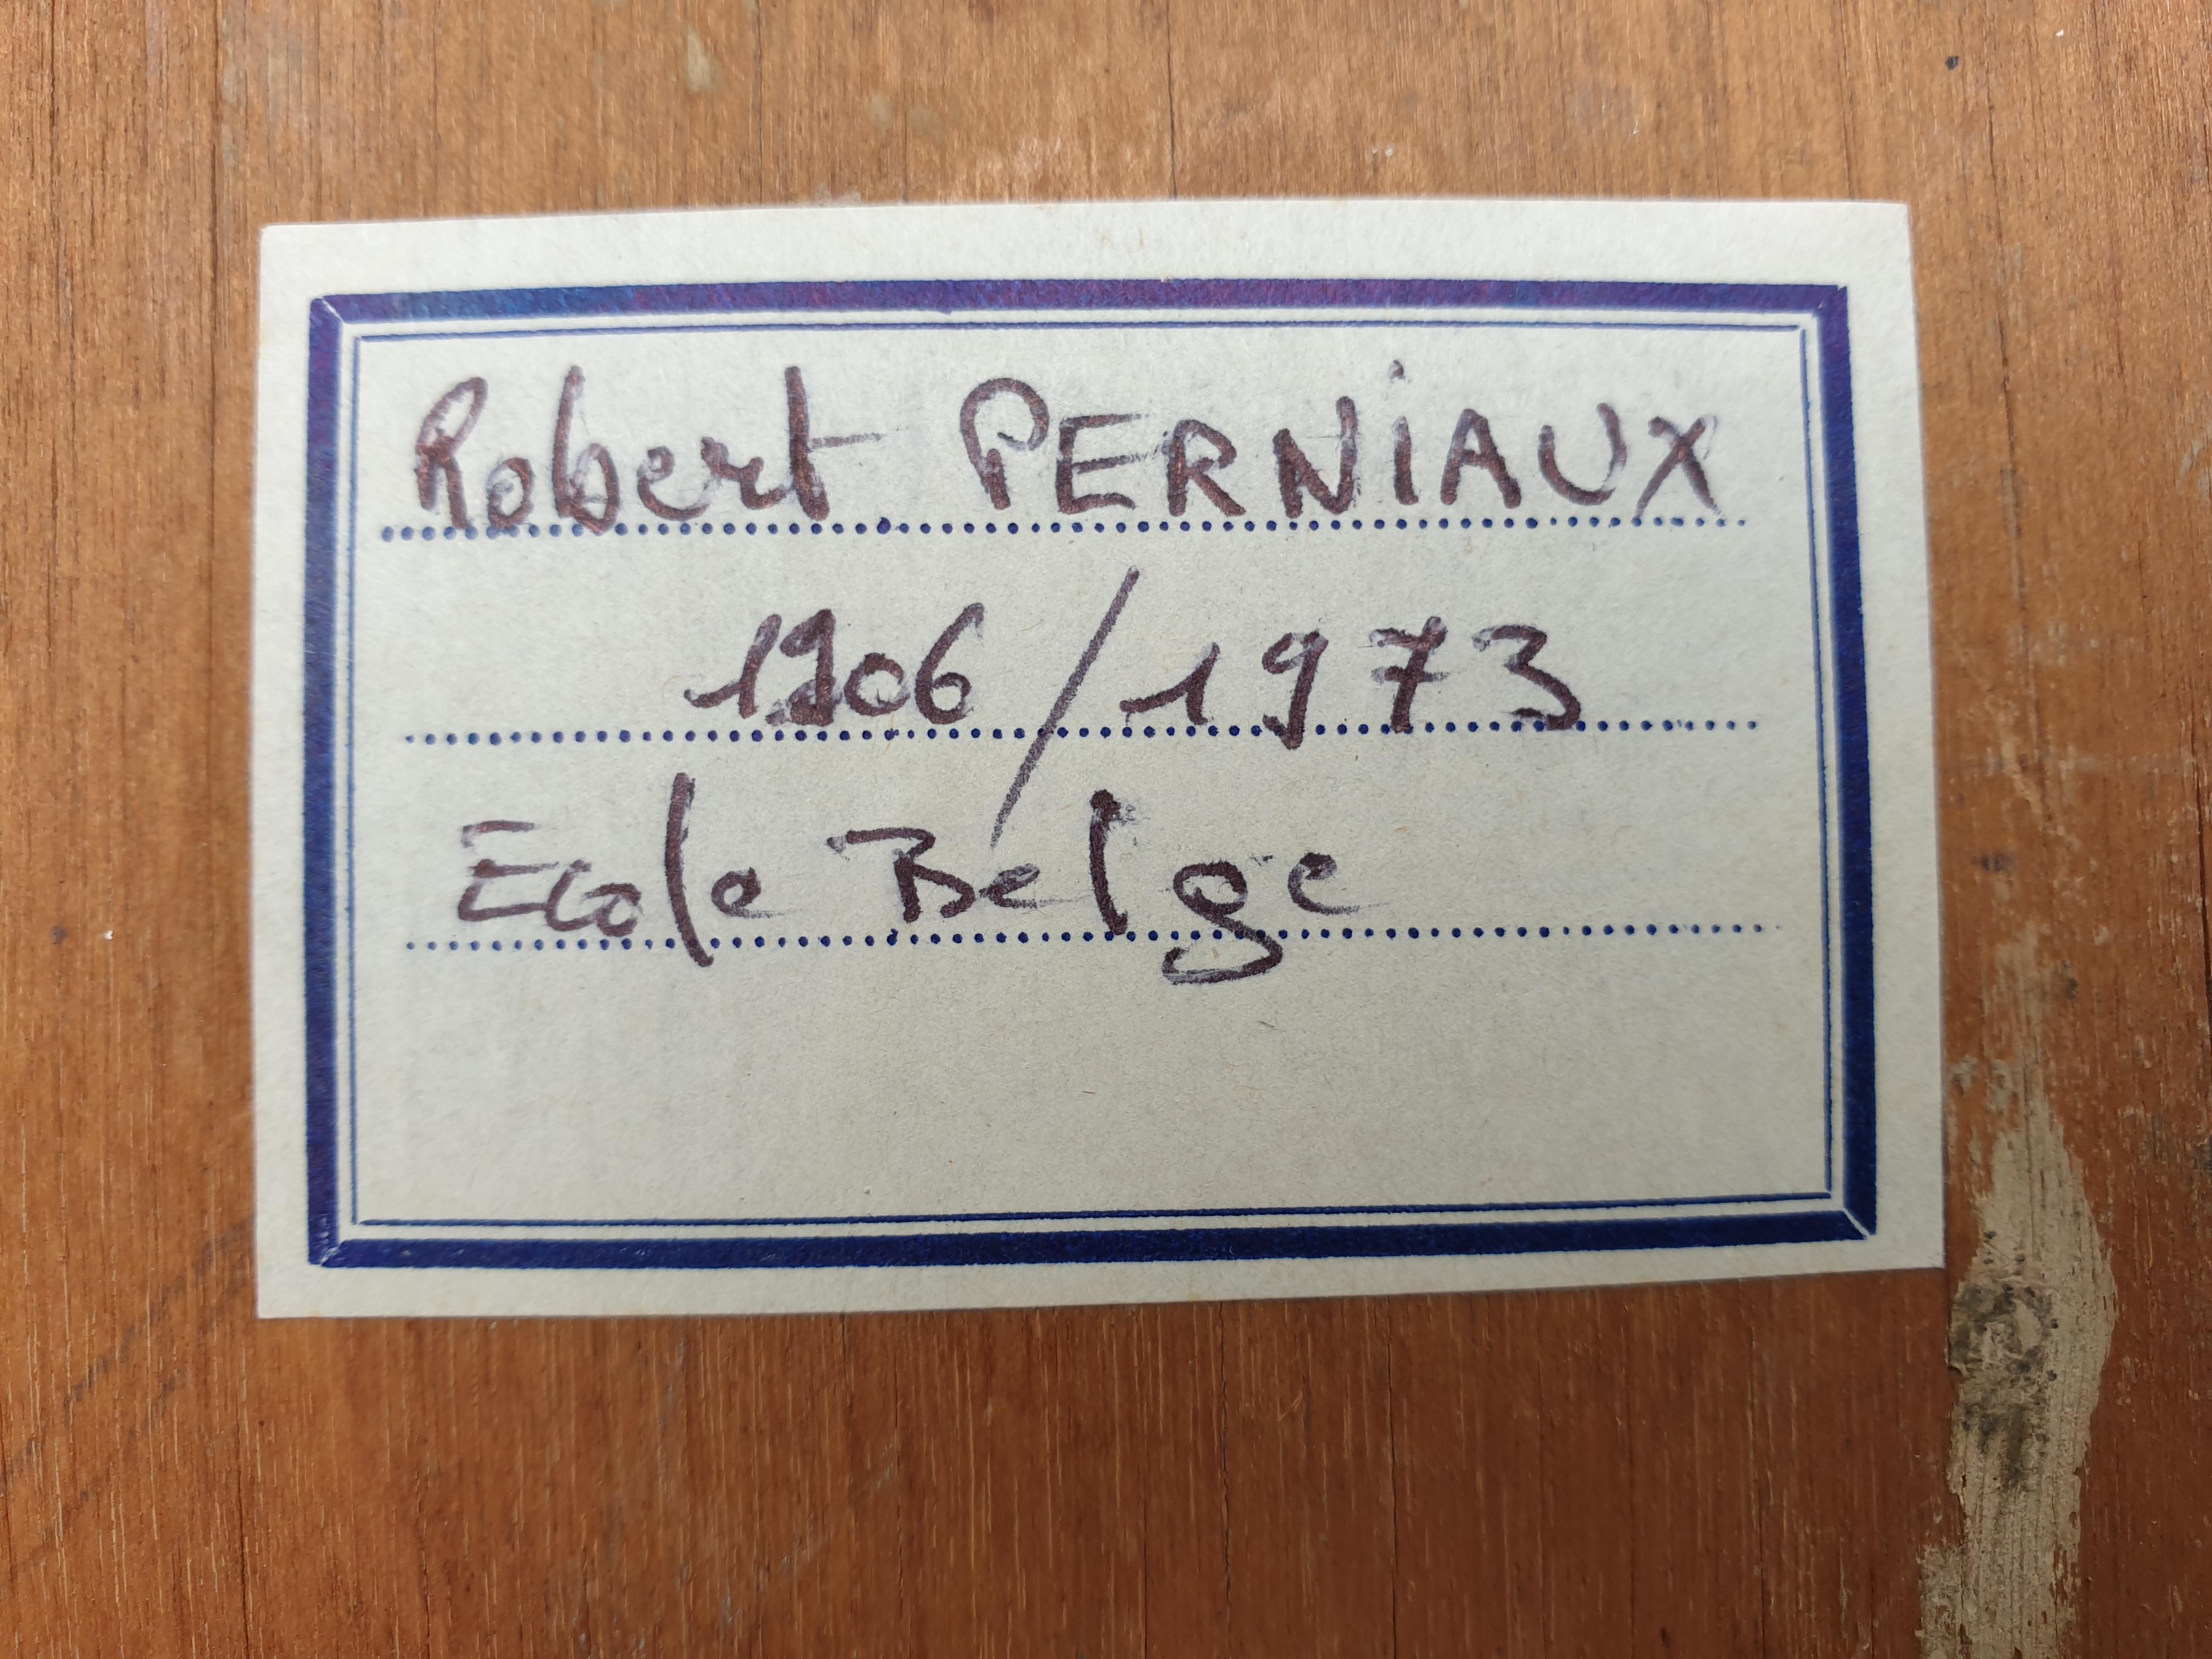 Robert PERNiAUX
1906/1973
Ecole Belge